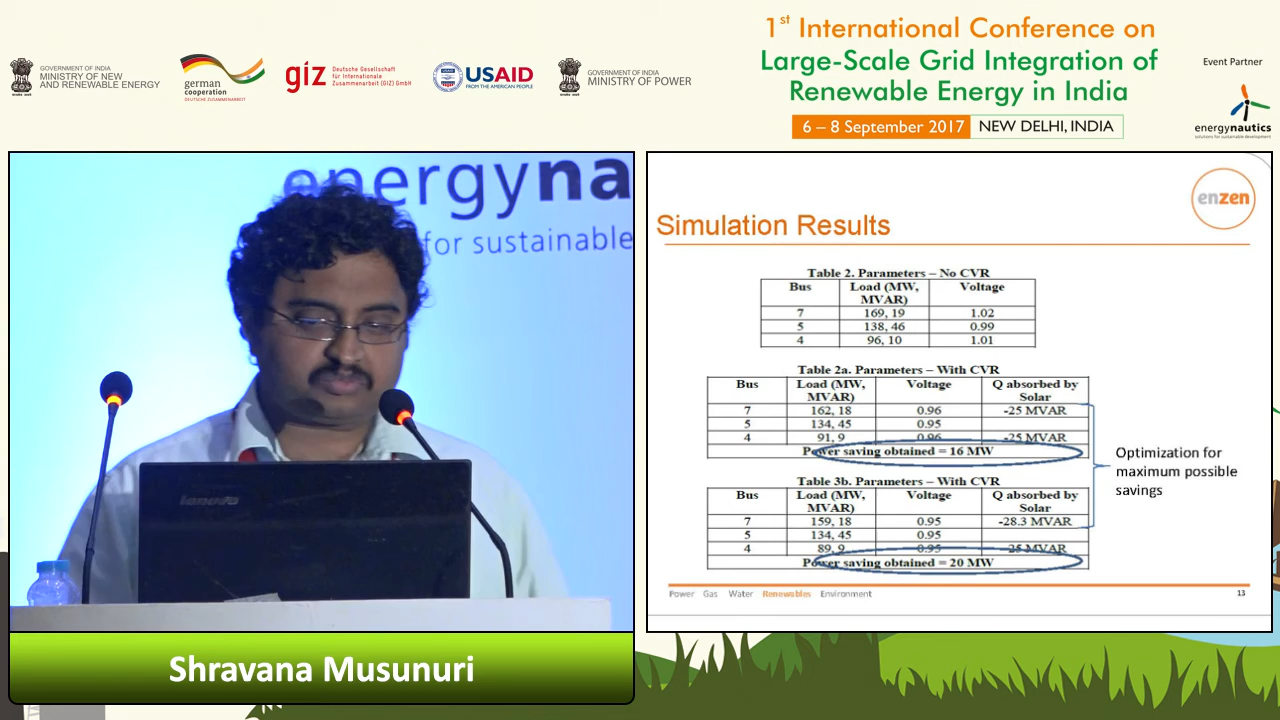 GOVERNMENT OF INDIA
MINISTRY OF NEW
AND RENEWABLE ENERGY
german
cooperation
DEUTSCHE ZUSAMMENARBEIT
giz
Deutsche Gesellschaft
für Internationale
Zusammenarbeit (GIZ) GmbH
USAID
FROM THE AMERICAN PEOPLE
GOVERNMENT OF INDIA
MINISTRY OF POWER
1st International Conference on
Large-Scale Grid Integration of
Renewable Energy in India
6 – 8 September 2017 NEW DELHI, INDIA
Event Partner
energynautics
solutions for sustainable development
energyna
for sustainable
lenovo
Shravana Musunuri
enzen
Simulation Results
Table 2. Parameters – No CVR
Bus Load (MW, MVAR) Voltage
7 169, 19 1.02
5 138, 46 0.99
4 96, 10 1.01
Table 2a. Parameters – With CVR
Bus Load (MW, MVAR) Voltage Q absorbed by Solar
7 162, 18 0.96 -25 MVAR
5 134, 45 0.95
4 91, 9 0.96 -25 MVAR
Power saving obtained = 16 MW
Table 3b. Parameters – With CVR
Bus Load (MW, MVAR) Voltage Q absorbed by Solar
7 159, 18 0.95 -28.3 MVAR
5 134, 45 0.95
4 89, 9 0.95 -25 MVAR
Power saving obtained = 20 MW
Optimization for
maximum possible
savings
Power Gas Water Renewables Environment
13